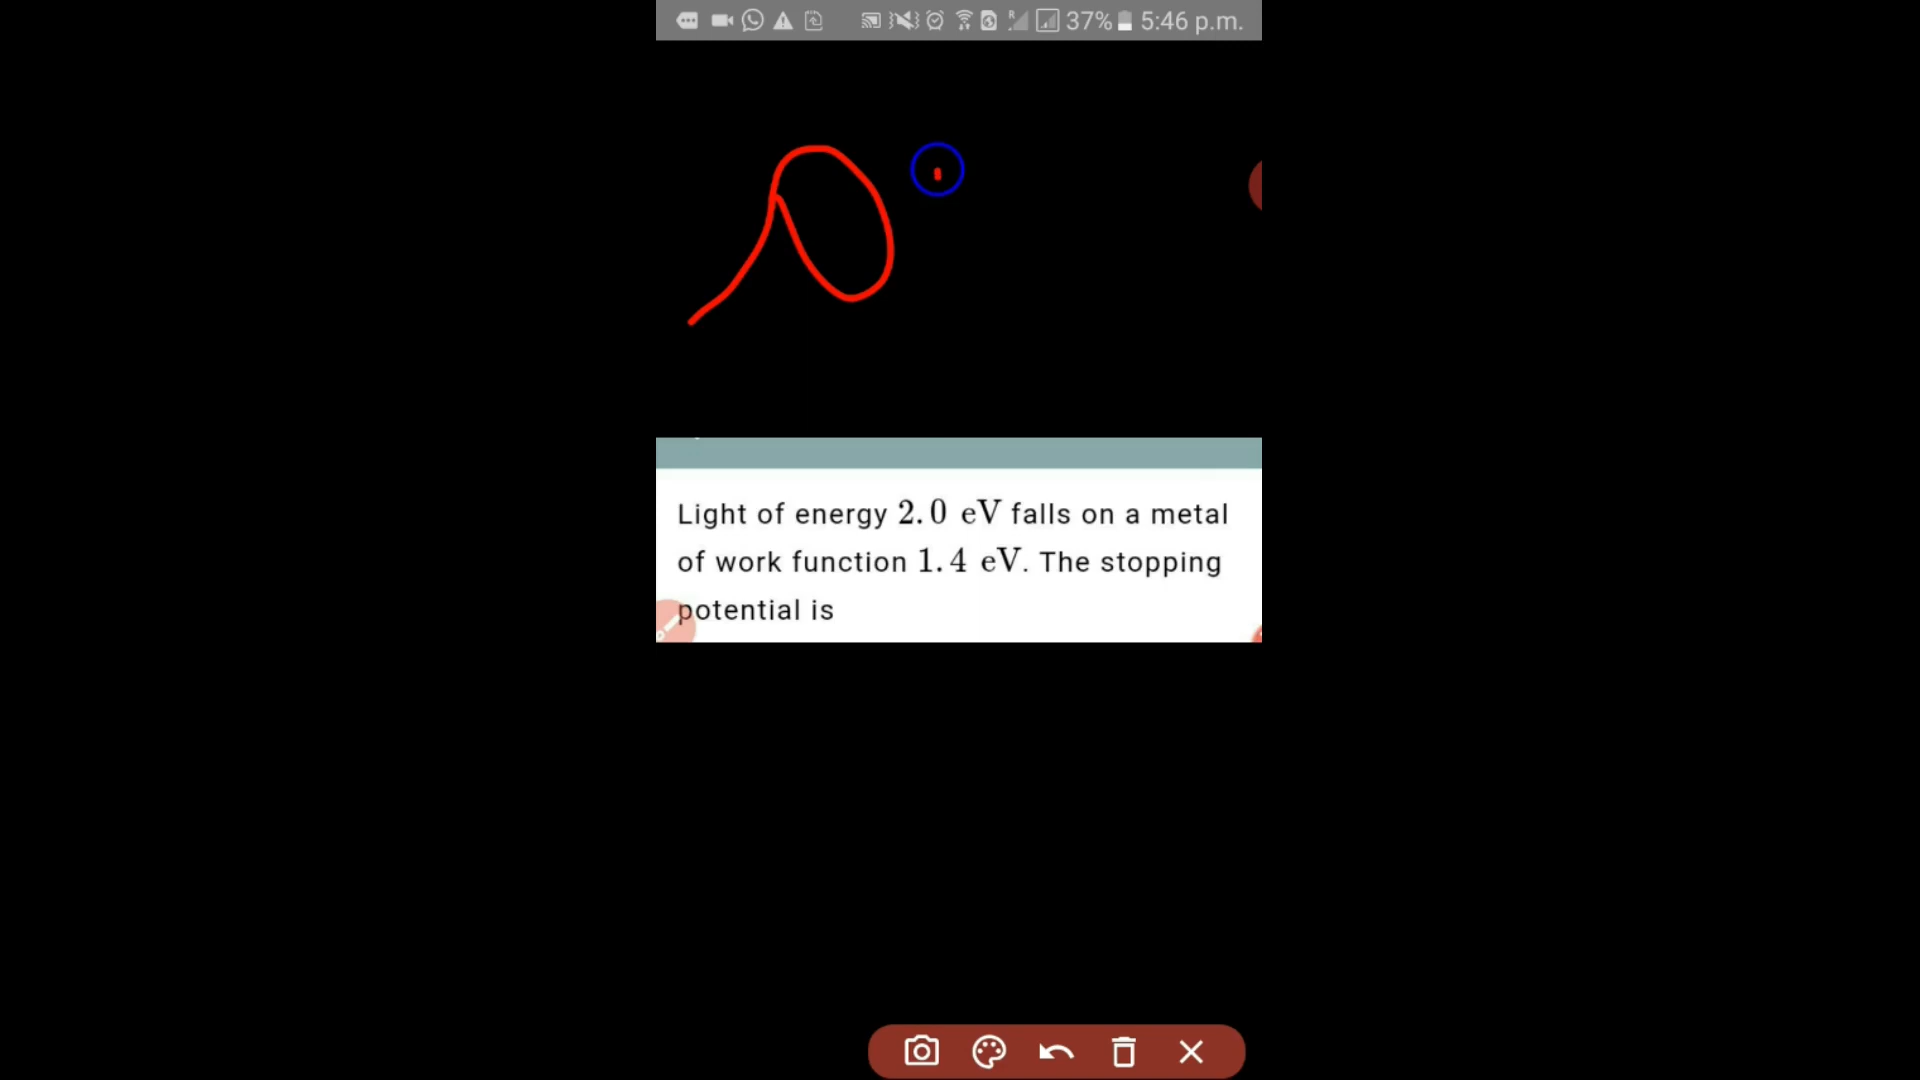 37% 5:46 p.m.
Light of energy 2.0 eV falls on a metal
of work function 1.4 eV. The stopping
potential is